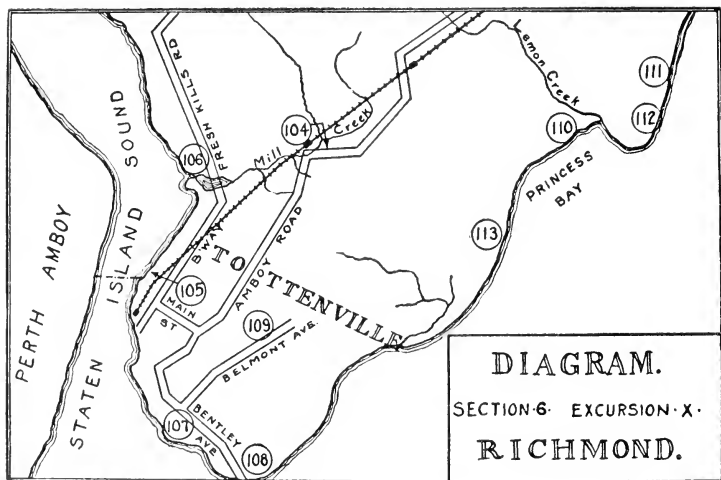 Lemon Creek
111
112
110
FRESH KILLS RD
104
Creek
Mill
106
PRINCESS
BAY
113
PERTH AMBOY
STATEN ISLAND SOUND
B'WAY
AMBOY ROAD
TOTTENVILLE
105
MAIN
ST
109
BELMONT AVE.
BENTLEY
AVE
107
108
DIAGRAM.
SECTION·6· EXCURSION·X·
RICHMOND.